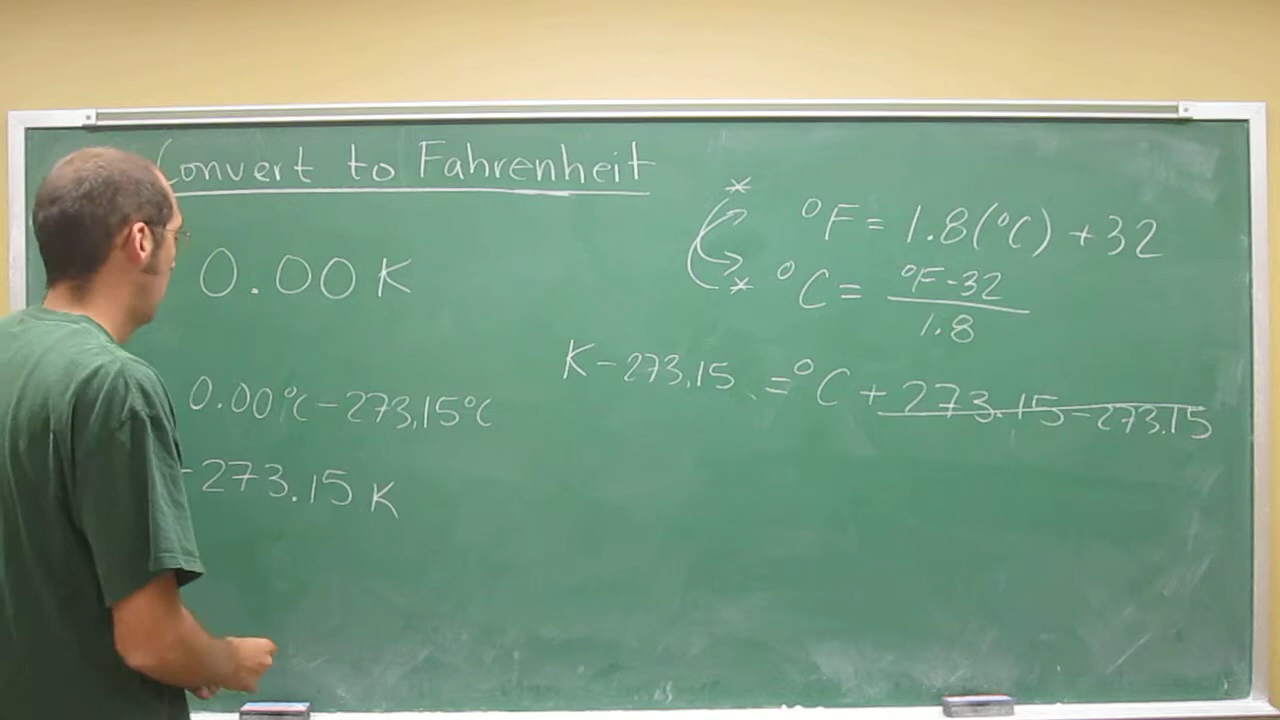 Convert to Fahrenheit
0.00 K
0.00°C-273.15°C
-273.15 K
°F = 1.8(°C) +32
°C = °F-32 / 1.8
K-273.15 = °C + 273.15-273.15